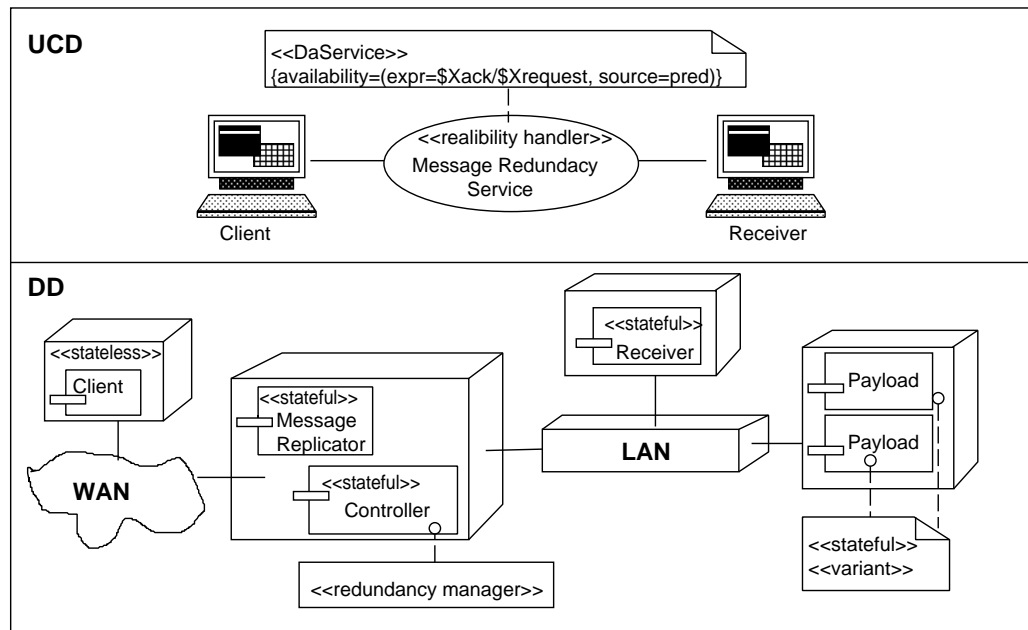 UCD
<<DaService>>
{availability=(expr=$Xack/$Xrequest, source=pred)}
<<realibility handler>>
Message Redundacy
Service
Client
Receiver
DD
<<stateless>>
Client
WAN
<<stateful>>
Message
Replicator
<<stateful>>
Controller
<<redundancy manager>>
<<stateful>>
Receiver
LAN
Payload
Payload
<<stateful>>
<<variant>>